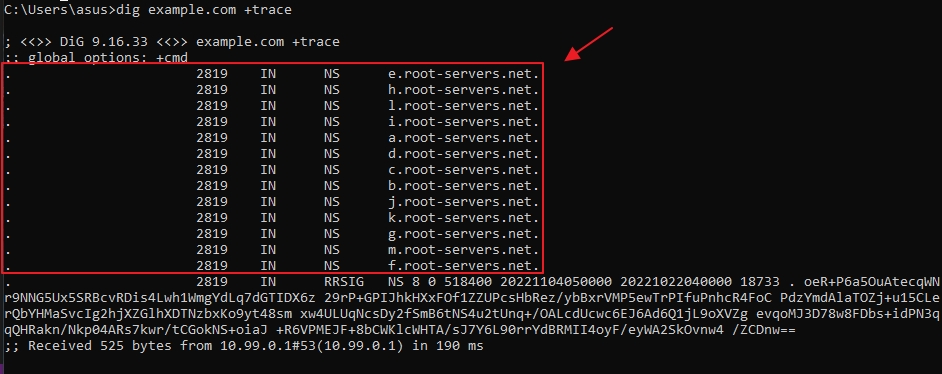 C:\Users\asus>dig example.com +trace
; <<>> DiG 9.16.33 <<>> example.com +trace
;; global options: +cmd
. 2819 IN NS e.root-servers.net.
. 2819 IN NS h.root-servers.net.
. 2819 IN NS l.root-servers.net.
. 2819 IN NS i.root-servers.net.
. 2819 IN NS a.root-servers.net.
. 2819 IN NS d.root-servers.net.
. 2819 IN NS c.root-servers.net.
. 2819 IN NS b.root-servers.net.
. 2819 IN NS j.root-servers.net.
. 2819 IN NS k.root-servers.net.
. 2819 IN NS g.root-servers.net.
. 2819 IN NS m.root-servers.net.
. 2819 IN NS f.root-servers.net.
. 2819 IN RRSIG NS 8 0 518400 20221104050000 20221022040000 18733 . oeR+P6a5OuAtecqWN
r9NNG5Ux5SRBcvRDis4Lwh1WmgYdLq7dGTIDX6z 29rP+GPIJhkHXxFOf1ZZUPcsHbRez/ybBxrVMP5ewTrPIfuPnhcR4FoC PdzYmdAlaTOZj+u15CLe
rQbYHMaSvcIg2hjXZGlhXDTNzbxKo9yt48sm xw4ULUqNcsDy2fSmB6tNS4u2tUnq+/OALcdUcwc6EJ6Ad6Q1jL9oXVZg evqoMJ3D78w8FDbs+idPN3q
qQHRakn/Nkp04ARs7kwr/tCGokNS+oiaJ +R6VPMEJF+8bCWKlcWHTA/sJ7Y6L90rrYdBRMII4oyF/eyWA2SkOvnw4 /ZCDnw==
;; Received 525 bytes from 10.99.0.1#53(10.99.0.1) in 190 ms